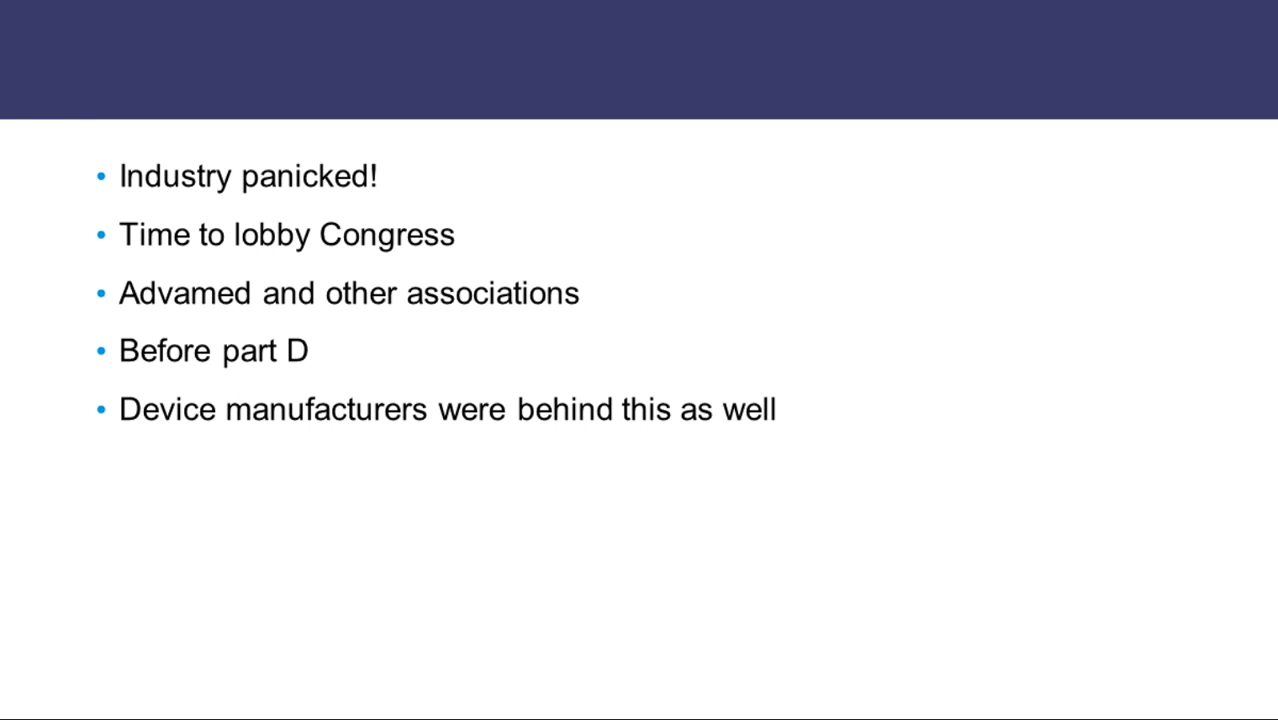 • Industry panicked!
• Time to lobby Congress
• Advamed and other associations
• Before part D
• Device manufacturers were behind this as well